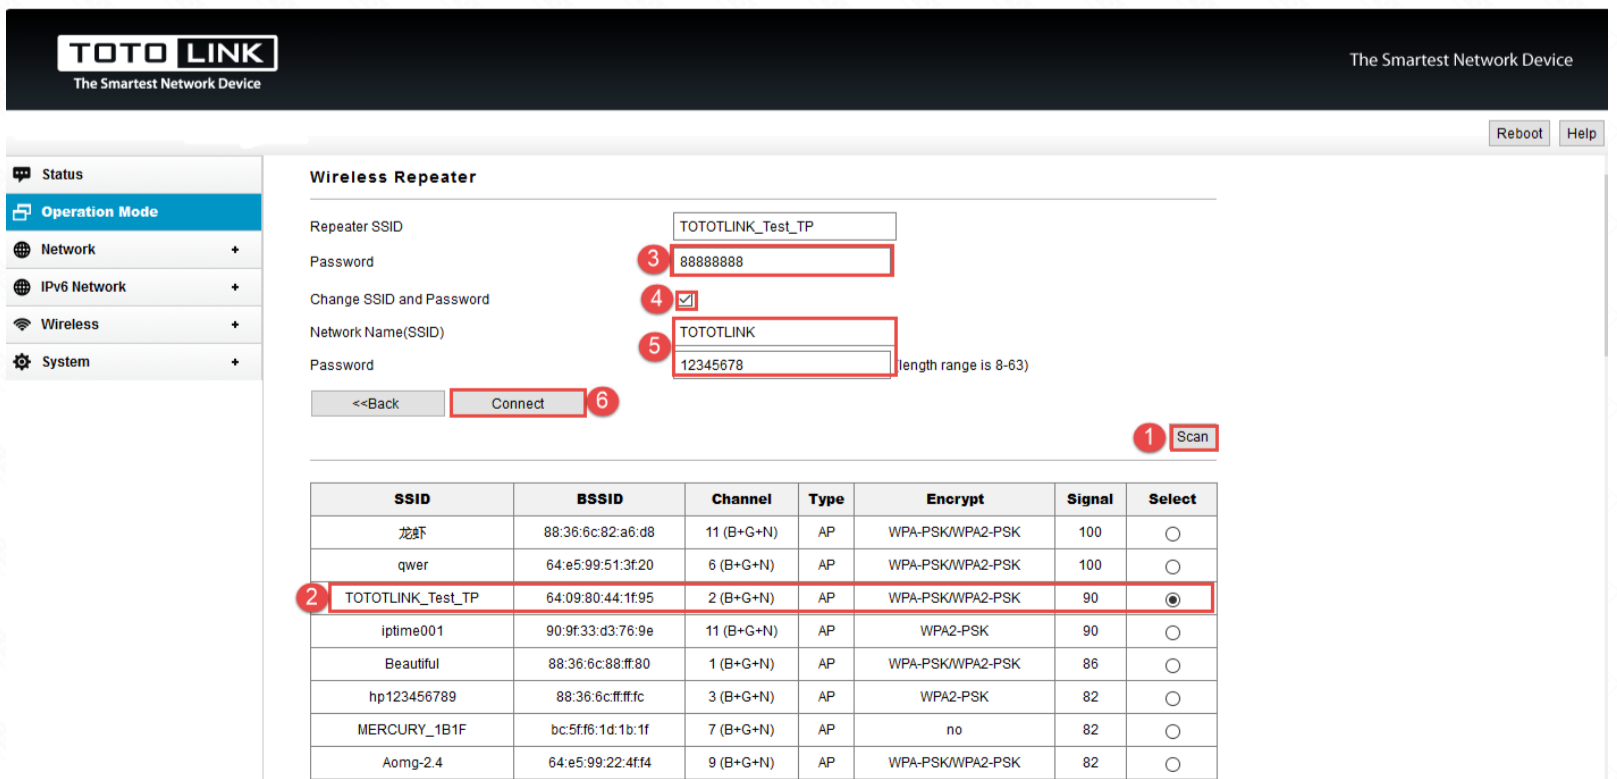 TOTO LINK
The Smartest Network Device
The Smartest Network Device
Reboot Help
Status
Operation Mode
Network +
IPv6 Network +
Wireless +
System +
Wireless Repeater
Repeater SSID TOTOTLINK_Test_TP
Password 3 88888888
Change SSID and Password 4
Network Name(SSID) TOTOTLINK
5
Password 12345678 (length range is 8-63)
<<Back Connect 6
1 Scan
SSID BSSID Channel Type Encrypt Signal Select
龙虾 88:36:6c:82:a6:d8 11 (B+G+N) AP WPA-PSK/WPA2-PSK 100
qwer 64:e5:99:51:3f:20 6 (B+G+N) AP WPA-PSK/WPA2-PSK 100
2 TOTOTLINK_Test_TP 64:09:80:44:1f:95 2 (B+G+N) AP WPA-PSK/WPA2-PSK 90
iptime001 90:9f:33:d3:76:9e 11 (B+G+N) AP WPA2-PSK 90
Beautiful 88:36:6c:88:ff:80 1 (B+G+N) AP WPA-PSK/WPA2-PSK 86
hp123456789 88:36:6c:ff:ff:fc 3 (B+G+N) AP WPA2-PSK 82
MERCURY_1B1F bc:5f:f6:1d:1b:1f 7 (B+G+N) AP no 82
Aomg-2.4 64:e5:99:22:4f:f4 9 (B+G+N) AP WPA-PSK/WPA2-PSK 82